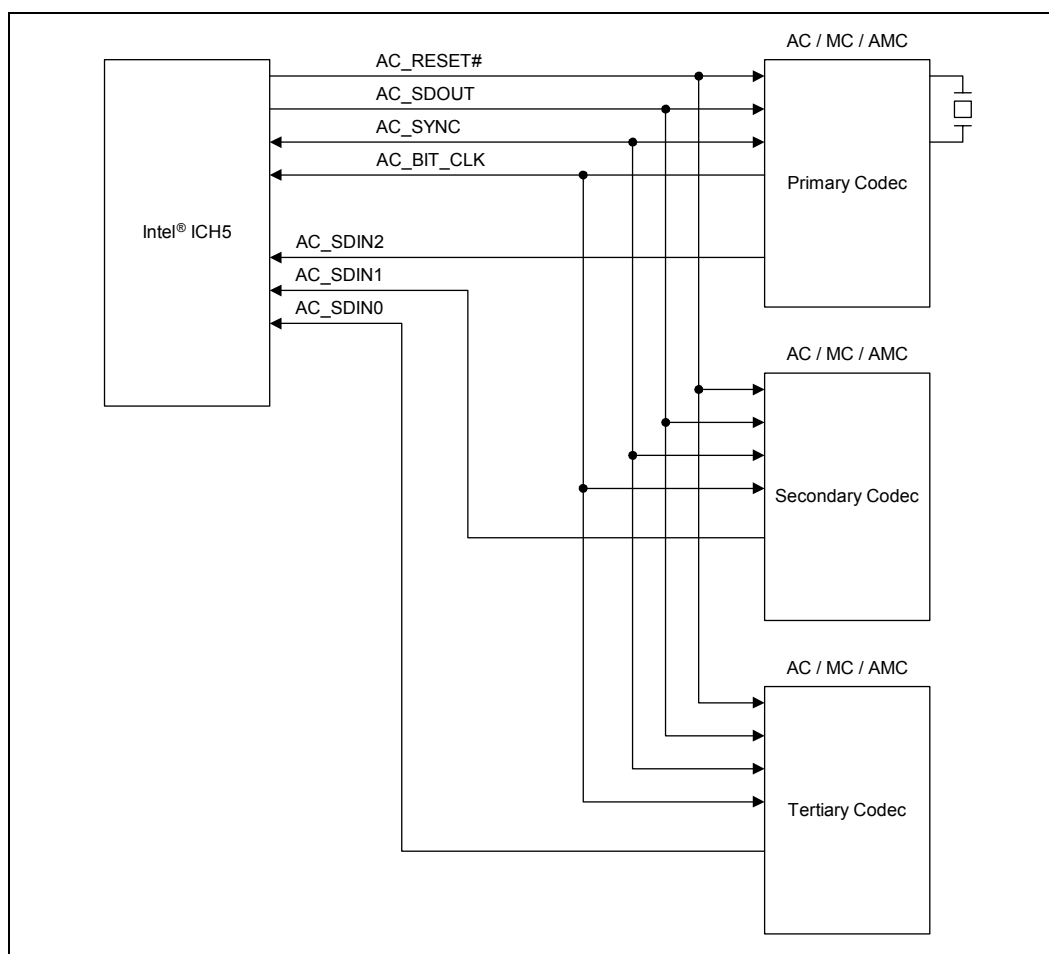 AC / MC / AMC
AC_RESET#
AC_SDOUT
AC_SYNC
AC_BIT_CLK
Primary Codec
Intel® ICH5
AC_SDIN2
AC_SDIN1
AC_SDIN0
AC / MC / AMC
Secondary Codec
AC / MC / AMC
Tertiary Codec